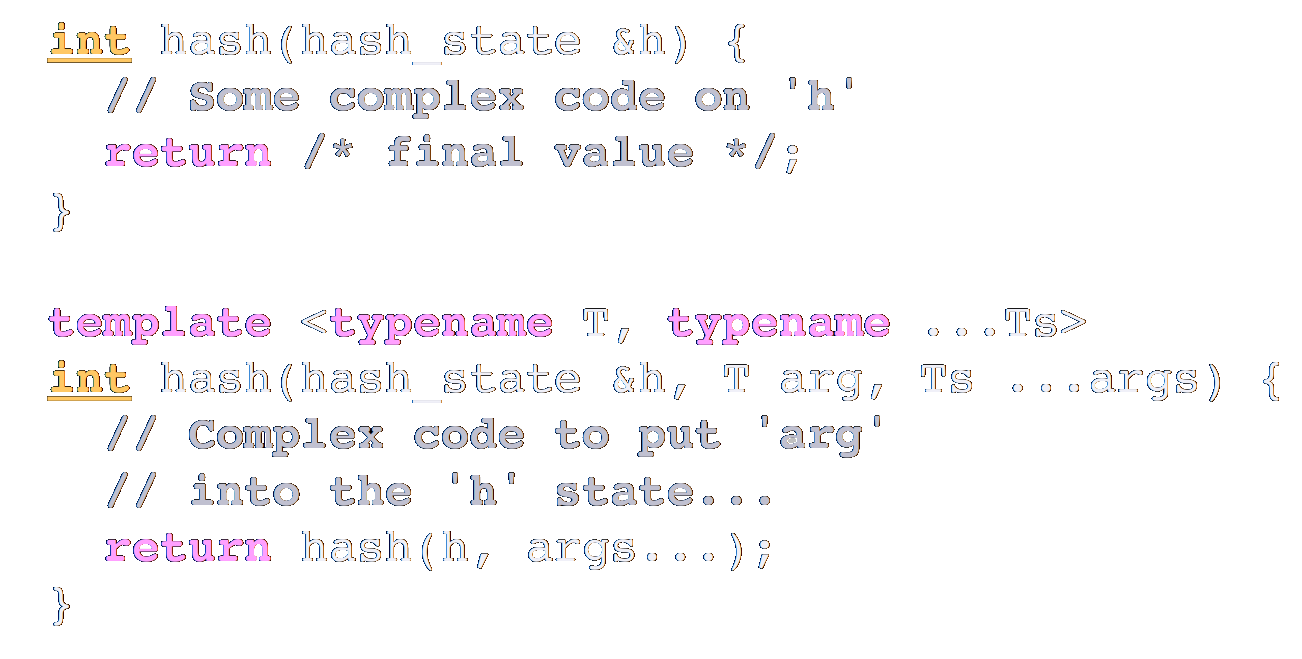 int hash(hash_state &h) {
  // Some complex code on 'h'
  return /* final value */;
}

template <typename T, typename ...Ts>
int hash(hash_state &h, T arg, Ts ...args) {
  // Complex code to put 'arg'
  // into the 'h' state...
  return hash(h, args...);
}